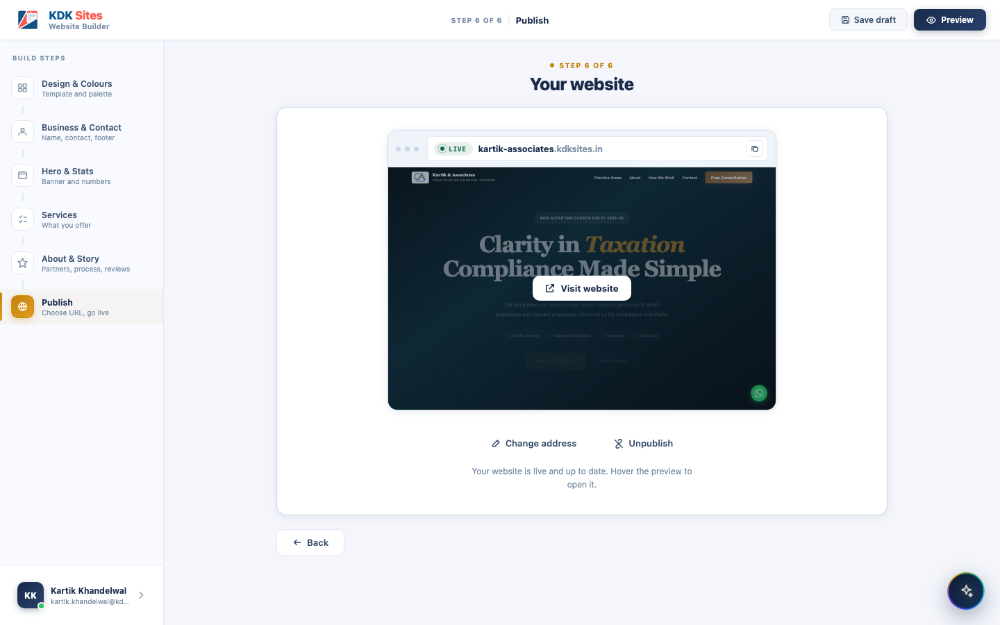 KDK Sites
Website Builder
STEP 6 OF 6
Publish
Save draft
Preview
BUILD STEPS
Design & Colours
Template and palette
Business & Contact
Name, contact, footer
Hero & Stats
Banner and numbers
Services
What you offer
About & Story
Partners, process, reviews
Publish
Choose URL, go live
STEP 6 OF 6
Your website
LIVE
kartik-associates.kdksites.in
CA
Kartik & Associates
YOUR TRUSTED FINANCIAL PARTNER
Practice Areas
About
How We Work
Contact
Free Consultation
NOW ACCEPTING CLIENTS FOR FY 2025-26
Clarity in Taxation
Compliance Made Simple
Visit website
We bring peace of mind through expert financial guidance for small
businesses and salaried employees. Count on us for compliance and clarity.
Small Businesses
Salaried Employees
Taxpayers
NRI Clients
Change address
Unpublish
Your website is live and up to date. Hover the preview to
open it.
Back
KK
Kartik Khandelwal
kartik.khandelwal@kd...